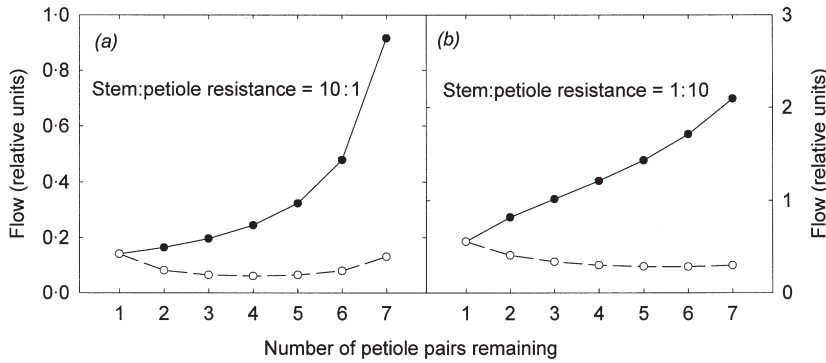 (a)
Stem:petiole resistance = 10:1
Flow (relative units)
1·0
0·8
0·6
0·4
0·2
0·0
1 2 3 4 5 6 7
(b)
Stem:petiole resistance = 1:10
3
2
1
0
Flow (relative units)
1 2 3 4 5 6 7
Number of petiole pairs remaining